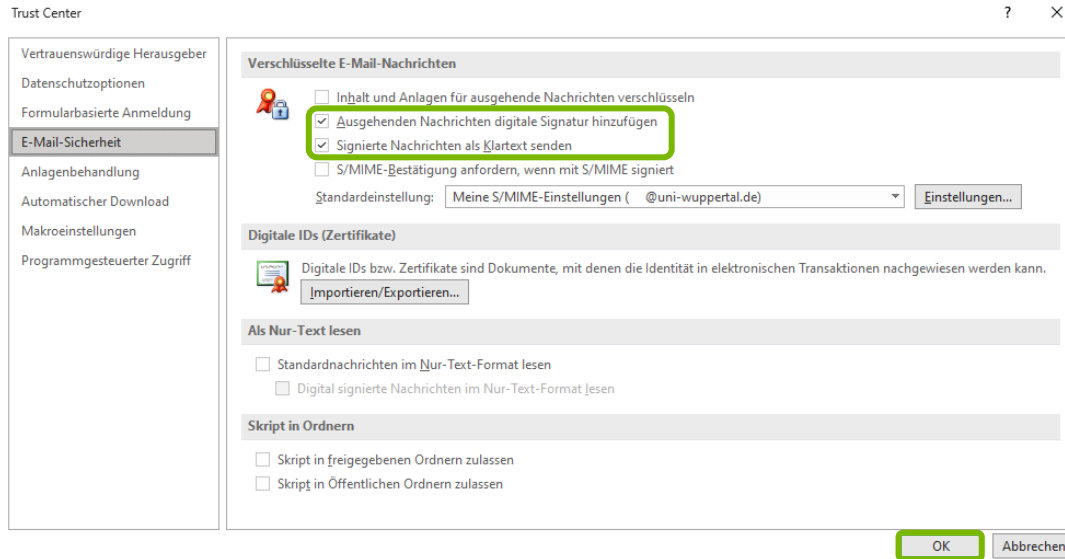 Trust Center
?
Vertrauenswürdige Herausgeber
Datenschutzoptionen
Formularbasierte Anmeldung
E-Mail-Sicherheit
Anlagenbehandlung
Automatischer Download
Makroeinstellungen
Programmgesteuerter Zugriff
Verschlüsselte E-Mail-Nachrichten
Inhalt und Anlagen für ausgehende Nachrichten verschlüsseln
Ausgehenden Nachrichten digitale Signatur hinzufügen
Signierte Nachrichten als Klartext senden
S/MIME-Bestätigung anfordern, wenn mit S/MIME signiert
Standardeinstellung: Meine S/MIME-Einstellungen ( @uni-wuppertal.de) Einstellungen...
Digitale IDs (Zertifikate)
Digitale IDs bzw. Zertifikate sind Dokumente, mit denen die Identität in elektronischen Transaktionen nachgewiesen werden kann.
Importieren/Exportieren...
Als Nur-Text lesen
Standardnachrichten im Nur-Text-Format lesen
Digital signierte Nachrichten im Nur-Text-Format lesen
Skript in Ordnern
Skript in freigegebenen Ordnern zulassen
Skript in Öffentlichen Ordnern zulassen
OK Abbrechen